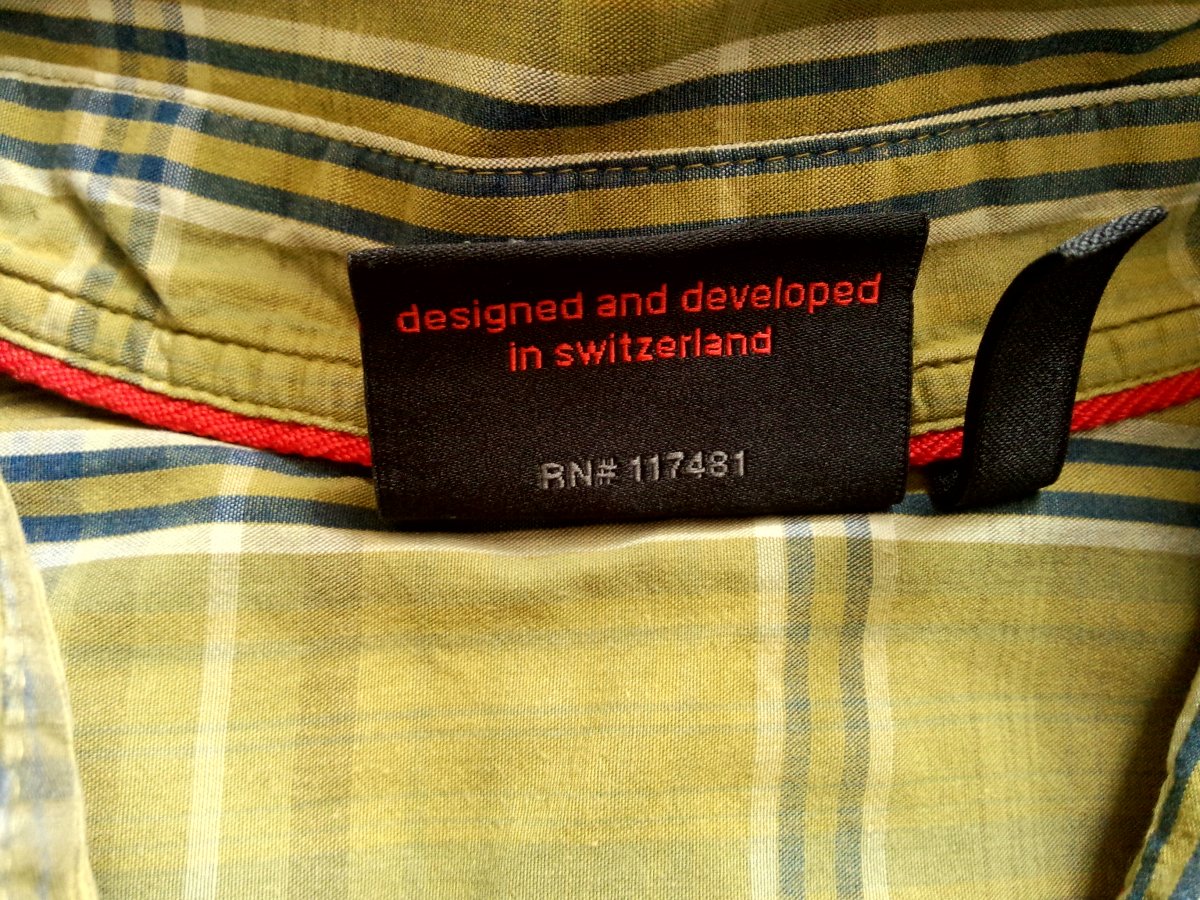 designed and developed
in switzerland
RN# 117481